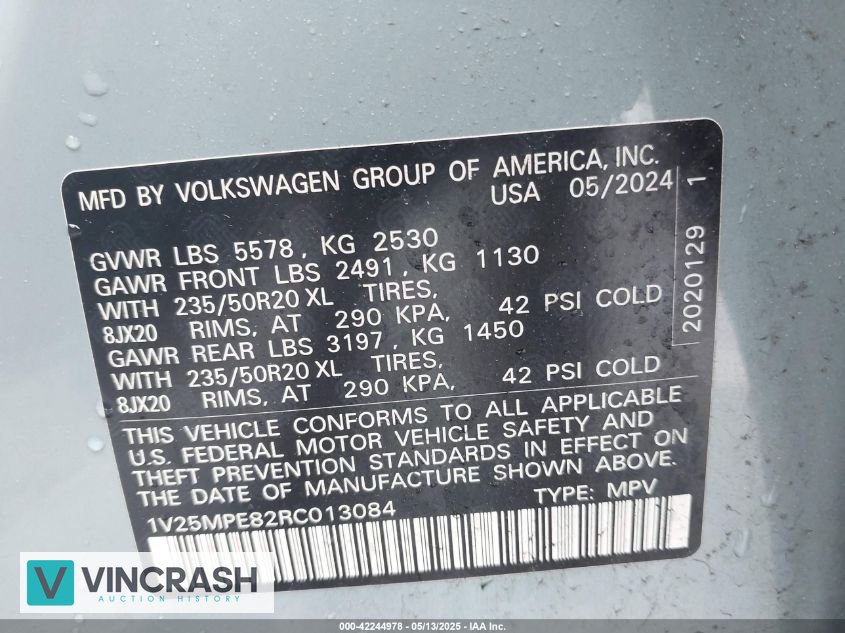 MFD BY VOLKSWAGEN GROUP OF AMERICA, INC.
USA 05/2024
GVWR LBS 5578, KG 2530
GAWR FRONT LBS 2491, KG 1130
WITH 235/50R20 XL TIRES,
8JX20 RIMS, AT 290 KPA, 42 PSI COLD
GAWR REAR LBS 3197, KG 1450
WITH 235/50R20 XL TIRES,
8JX20 RIMS, AT 290 KPA, 42 PSI COLD
THIS VEHICLE CONFORMS TO ALL APPLICABLE
U.S. FEDERAL MOTOR VEHICLE SAFETY AND
THEFT PREVENTION STANDARDS IN EFFECT ON
THE DATE OF MANUFACTURE SHOWN ABOVE.
1V25MPE82RC013084 TYPE: MPV
2020129 1
V VINCRASH
AUCTION HISTORY
000-42244978 - 05/13/2025 - IAA Inc.